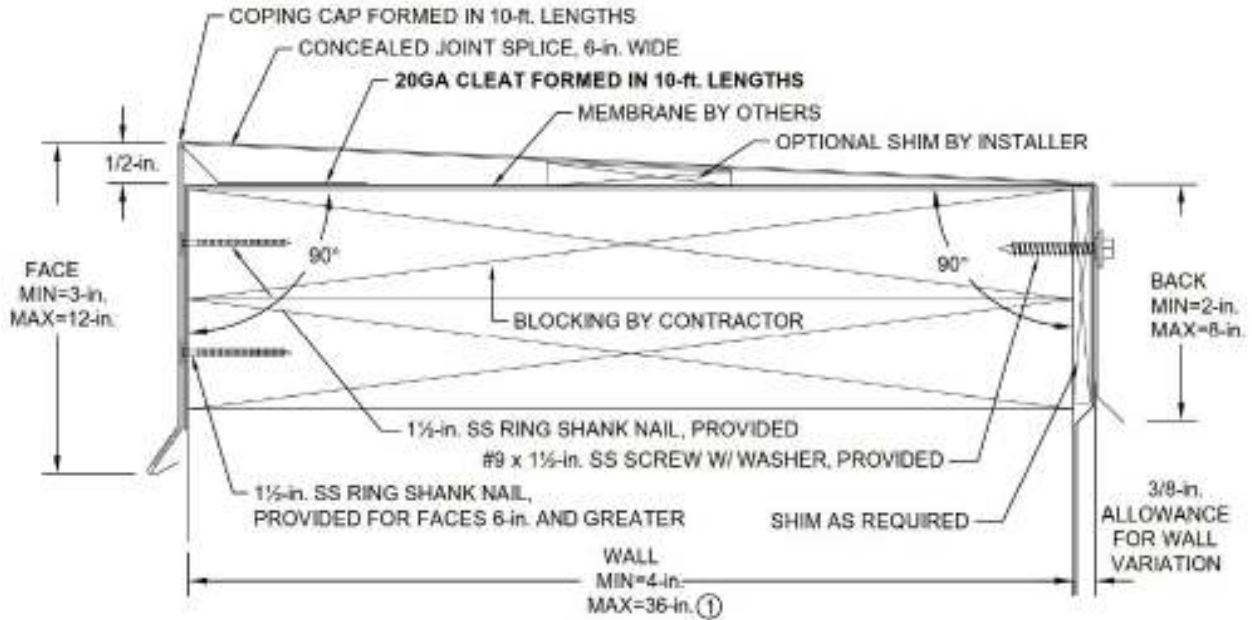 COPING CAP FORMED IN 10-ft. LENGTHS
CONCEALED JOINT SPLICE, 6-in. WIDE
20GA CLEAT FORMED IN 10-ft. LENGTHS
MEMBRANE BY OTHERS
OPTIONAL SHIM BY INSTALLER
1/2-in.
90°
90°
FACE
MIN=3-in.
MAX=12-in.
BACK
MIN=2-in.
MAX=8-in.
BLOCKING BY CONTRACTOR
1½-in. SS RING SHANK NAIL, PROVIDED
#9 x 1½-in. SS SCREW W/ WASHER, PROVIDED
1½-in. SS RING SHANK NAIL,
PROVIDED FOR FACES 6-in. AND GREATER
SHIM AS REQUIRED
3/8-in.
ALLOWANCE
FOR WALL
VARIATION
WALL
MIN=4-in.
MAX=36-in. ①